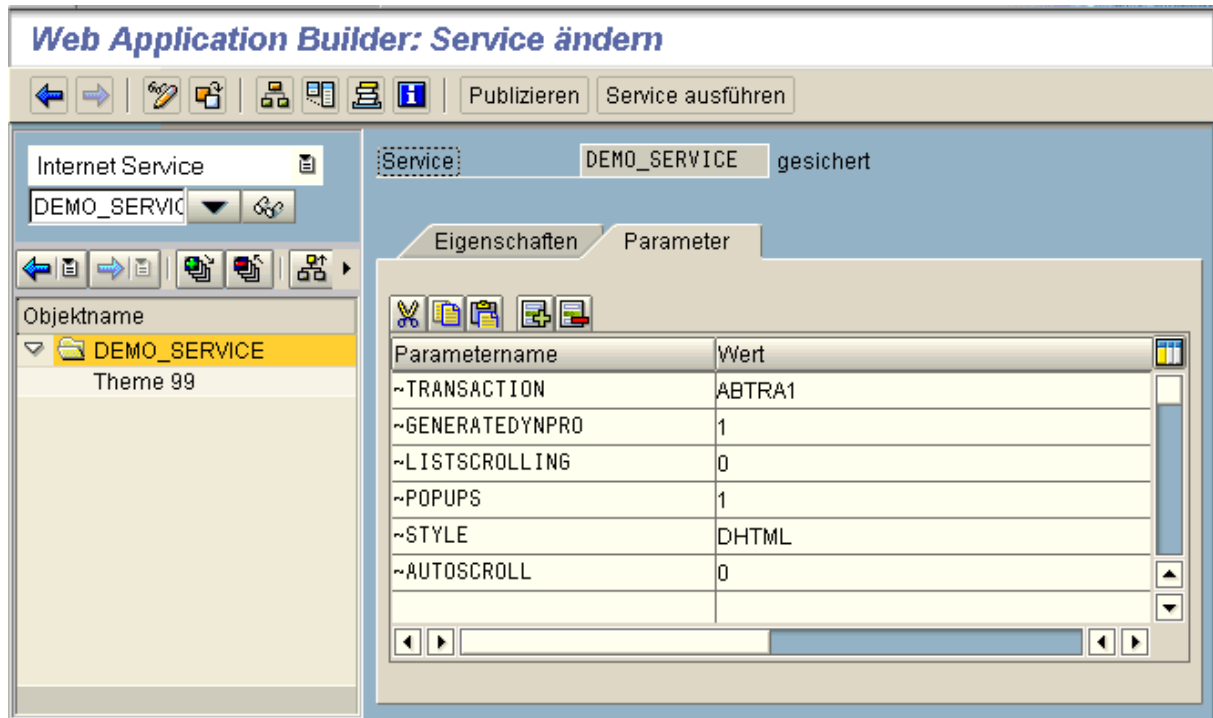 Web Application Builder: Service ändern
Publizieren Service ausführen
Internet Service
DEMO_SERVIC
Objektname
DEMO_SERVICE
Theme 99
Service DEMO_SERVICE gesichert
Eigenschaften Parameter
Parametername Wert
~TRANSACTION ABTRA1
~GENERATEDYNPRO 1
~LISTSCROLLING 0
~POPUPS 1
~STYLE DHTML
~AUTOSCROLL 0